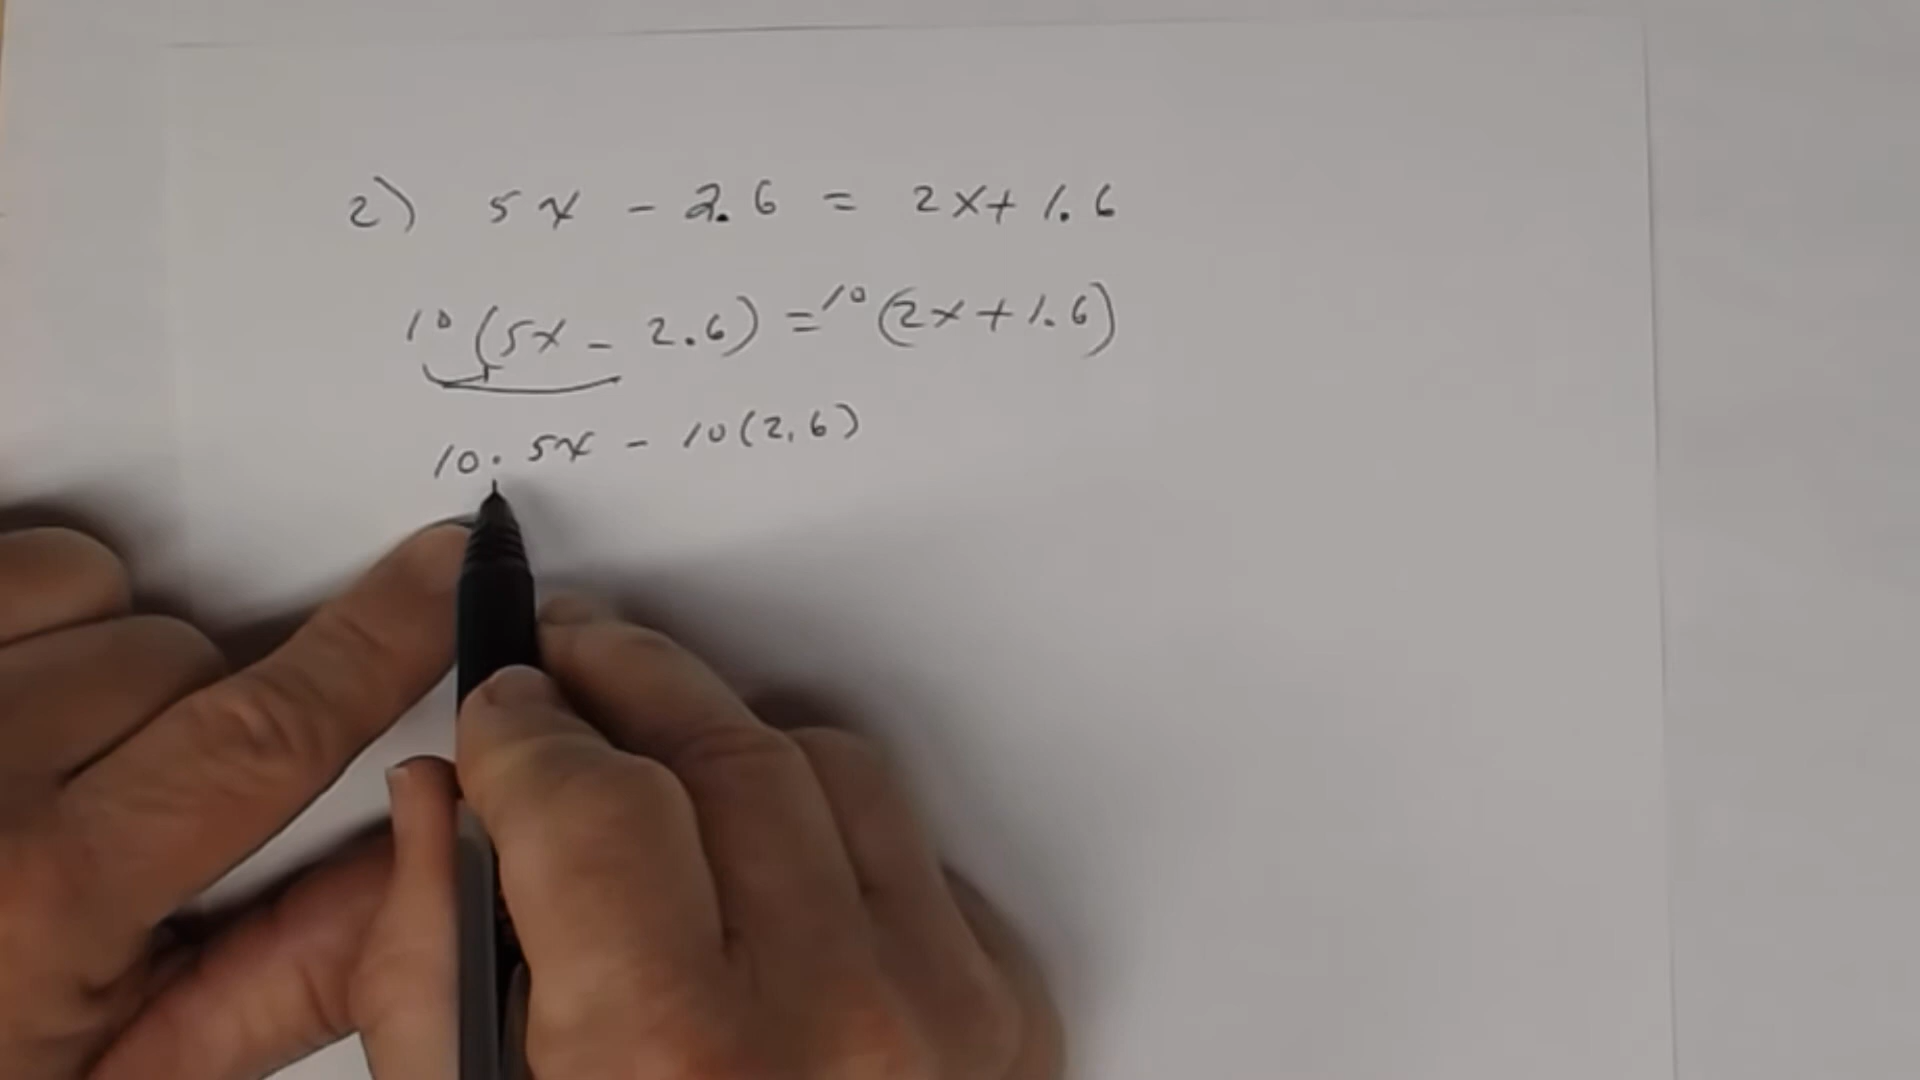 2) 5x - 2.6 = 2x + 1.6
10(5x - 2.6) = 10(2x + 1.6)
10 · 5x - 10(2.6)